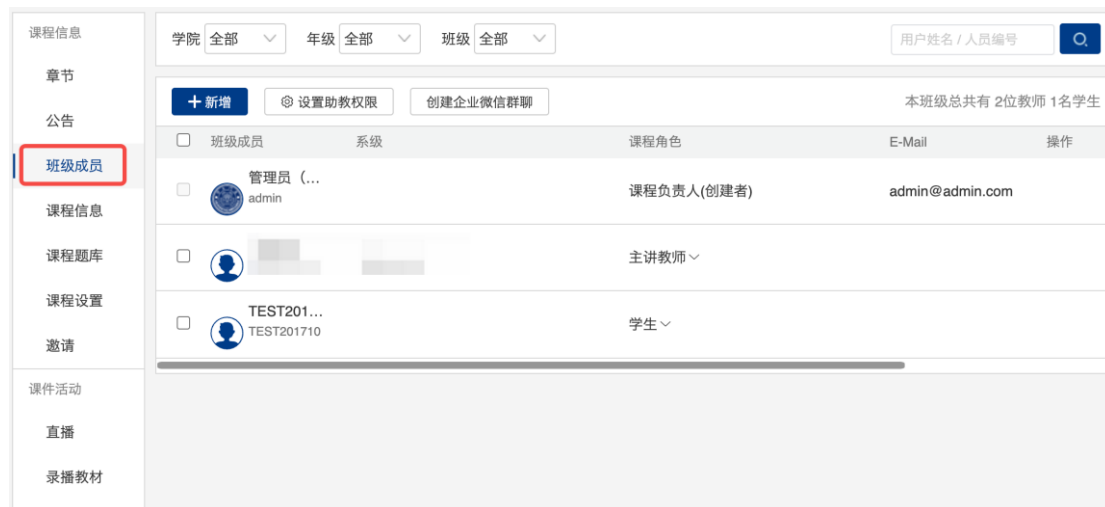 课程信息
章节
公告
班级成员
课程信息
课程题库
课程设置
邀请
课件活动
直播
录播教材
学院 全部 年级 全部 班级 全部 用户姓名 / 人员编号
新增 设置助教权限 创建企业微信群聊 本班级总共有 2位教师 1名学生
班级成员 系级 课程角色 E-Mail 操作
管理员（...
admin
课程负责人(创建者) admin@admin.com
主讲教师
TEST201...
TEST201710
学生